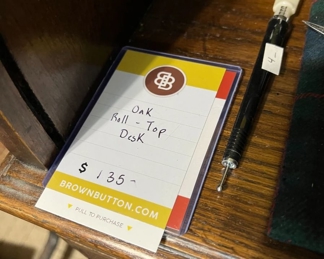 Oak
Roll - Top
Desk
$ 135-
BROWNBUTTON.COM
PULL TO PURCHASE